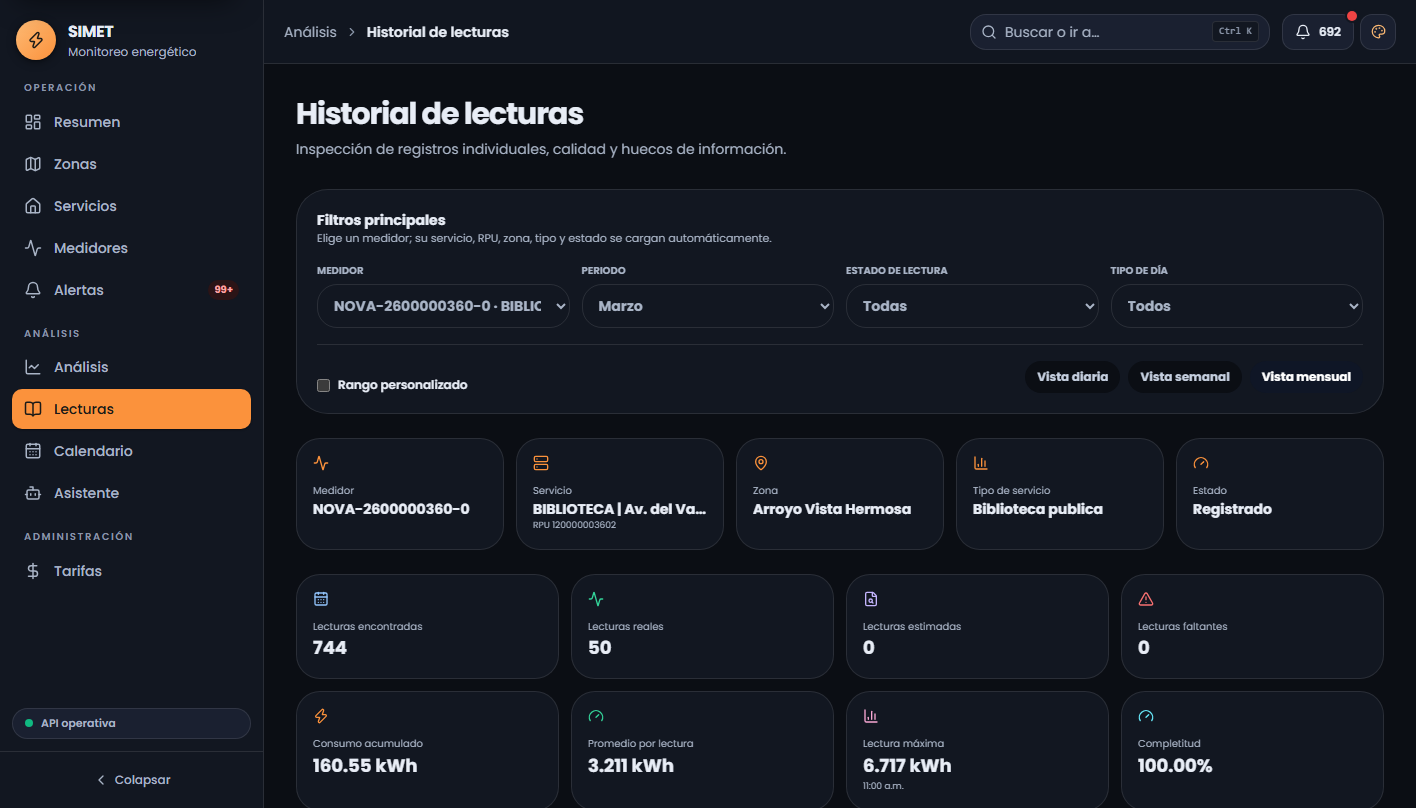 SIMET
Monitoreo energético
OPERACIÓN
Resumen
Zonas
Servicios
Medidores
Alertas 99+
ANÁLISIS
Análisis
Lecturas
Calendario
Asistente
ADMINISTRACIÓN
Tarifas
API operativa
Colapsar
Análisis > Historial de lecturas
Buscar o ir a... Ctrl K
692
Historial de lecturas
Inspección de registros individuales, calidad y huecos de información.
Filtros principales
Elige un medidor; su servicio, RPU, zona, tipo y estado se cargan automáticamente.
MEDIDOR PERIODO ESTADO DE LECTURA TIPO DE DÍA
NOVA-2600000360-0 · BIBLIC Marzo Todas Todos
Rango personalizado Vista diaria Vista semanal Vista mensual
Medidor Servicio Zona Tipo de servicio Estado
NOVA-2600000360-0 BIBLIOTECA | Av. del Va... Arroyo Vista Hermosa Biblioteca publica Registrado
RPU 120000003602
Lecturas encontradas Lecturas reales Lecturas estimadas Lecturas faltantes
744 50 0 0
Consumo acumulado Promedio por lectura Lectura máxima Completitud
160.55 kWh 3.211 kWh 6.717 kWh 100.00%
11:00 a.m.